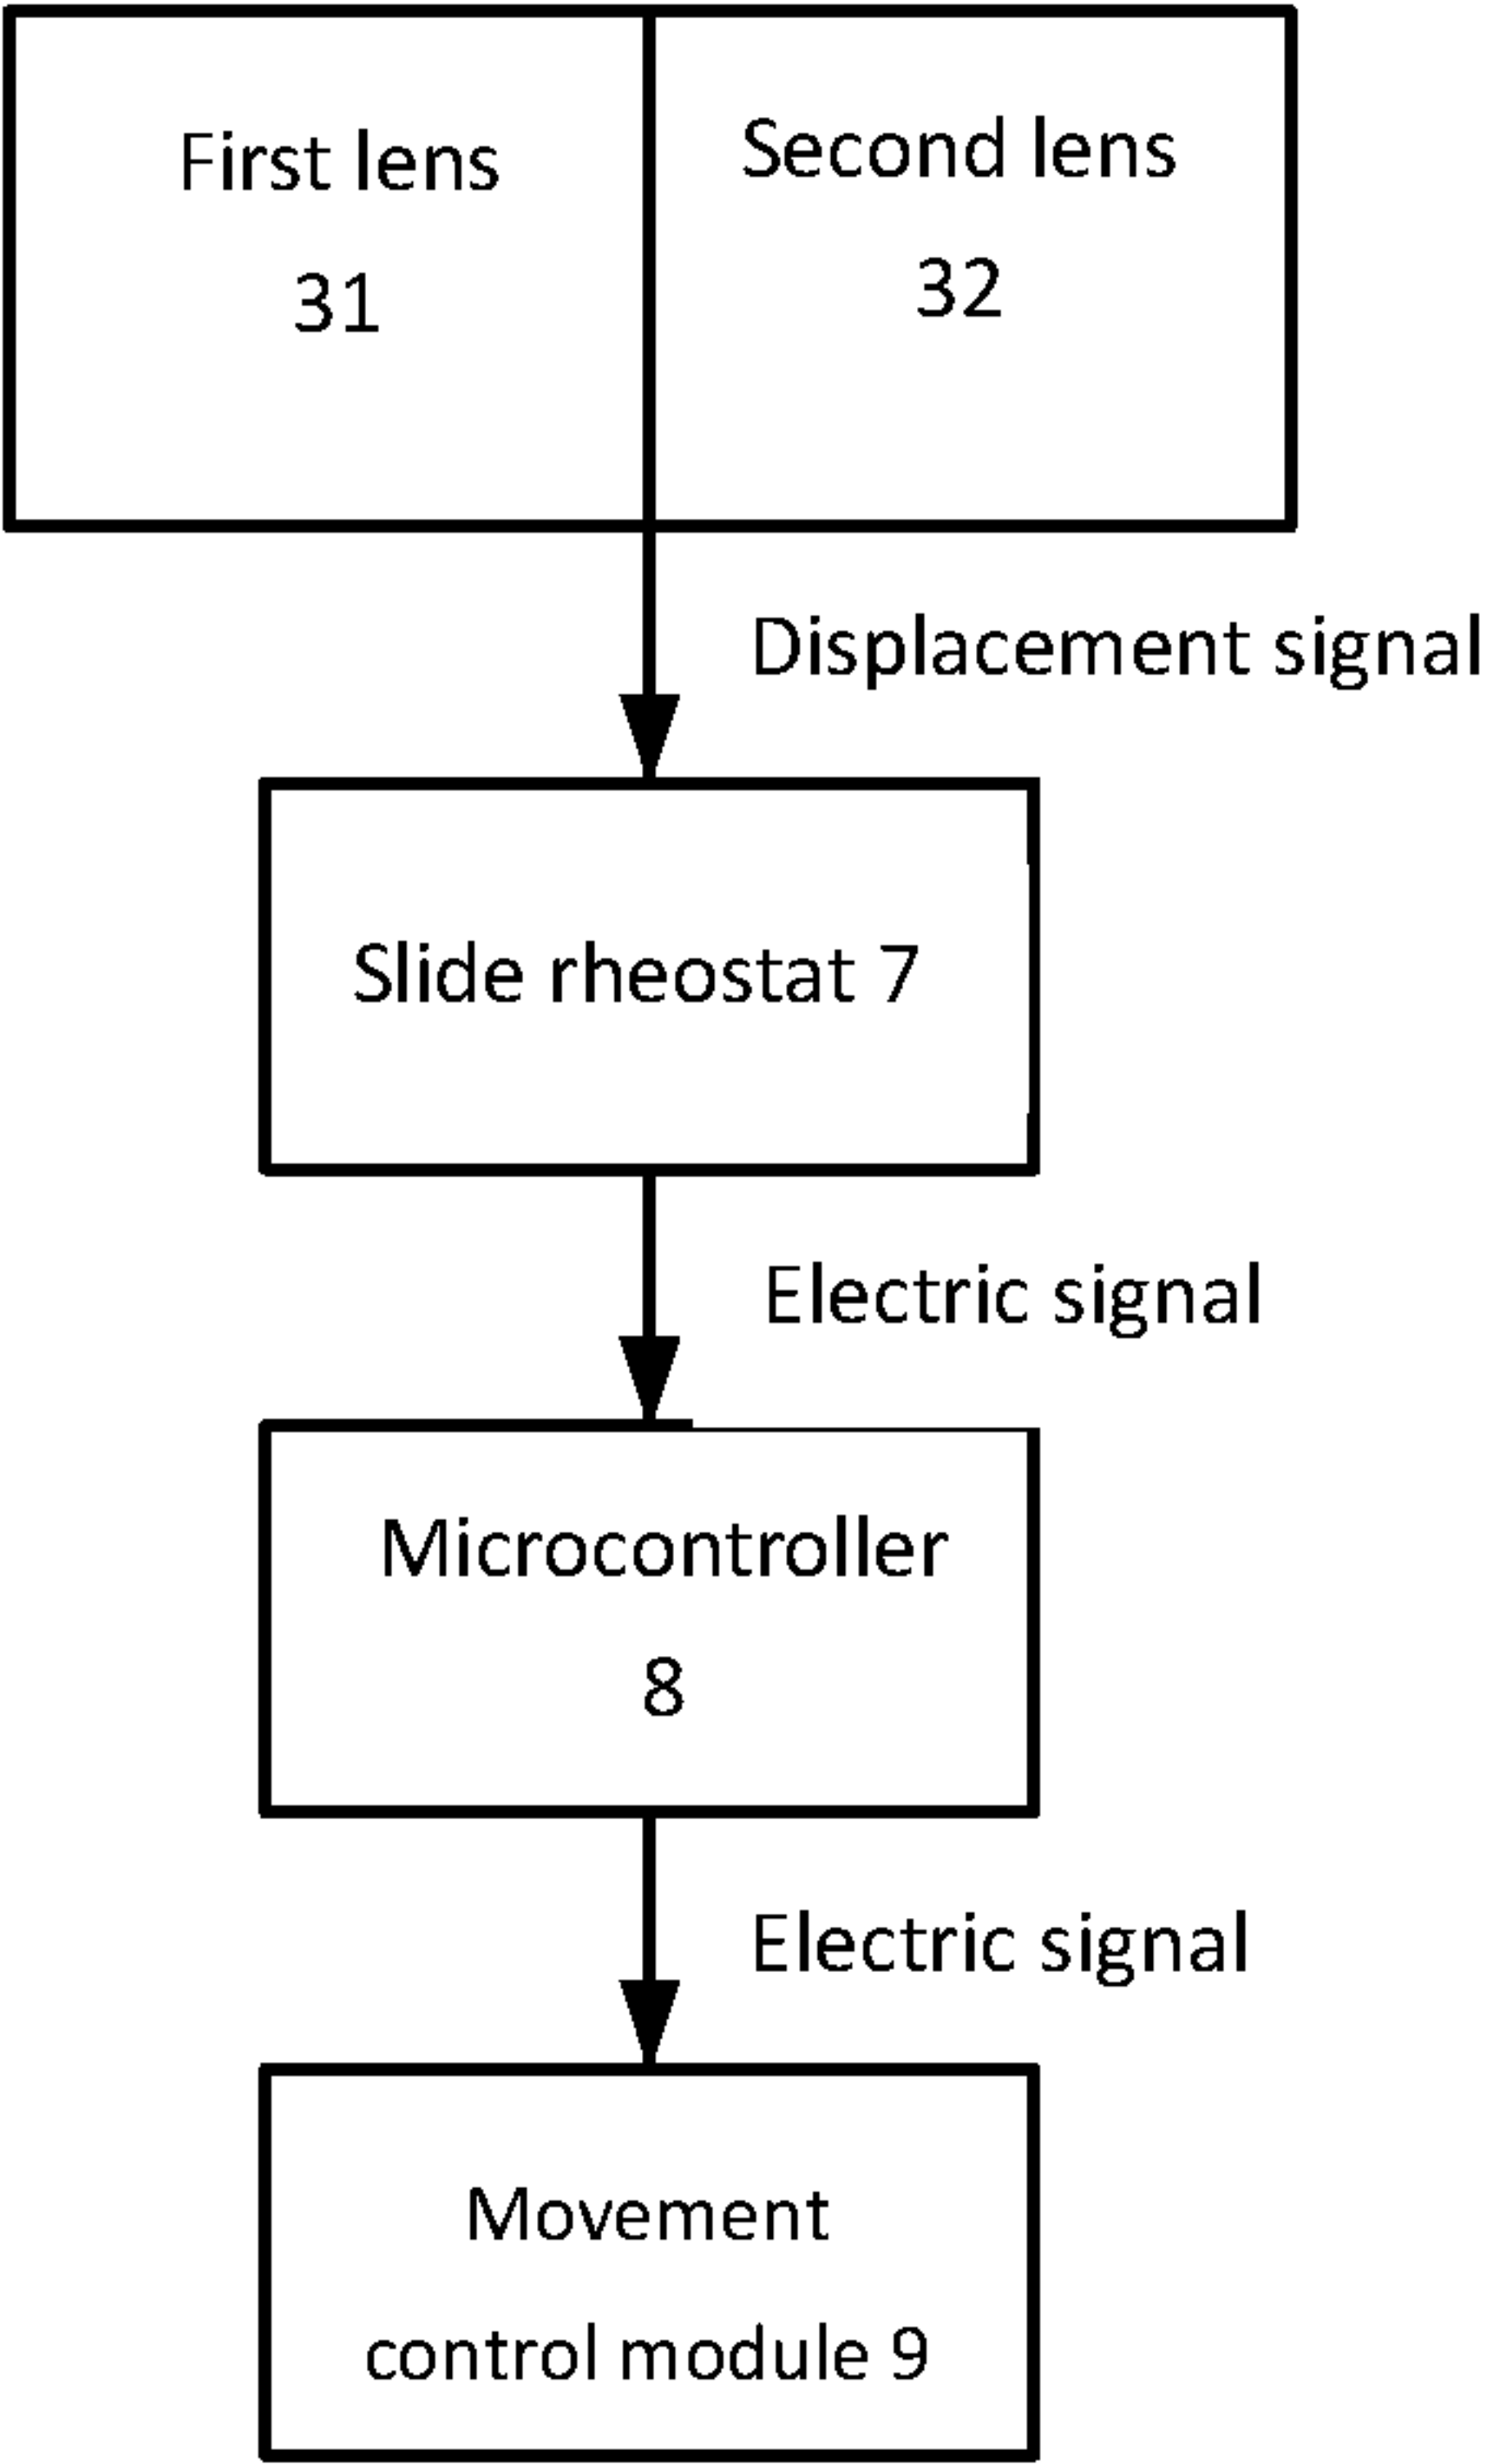 First lens
31
Second lens
32
Displacement signal
Slide rheostat 7
Electric signal
Microcontroller
8
Electric signal
Movement
control module 9